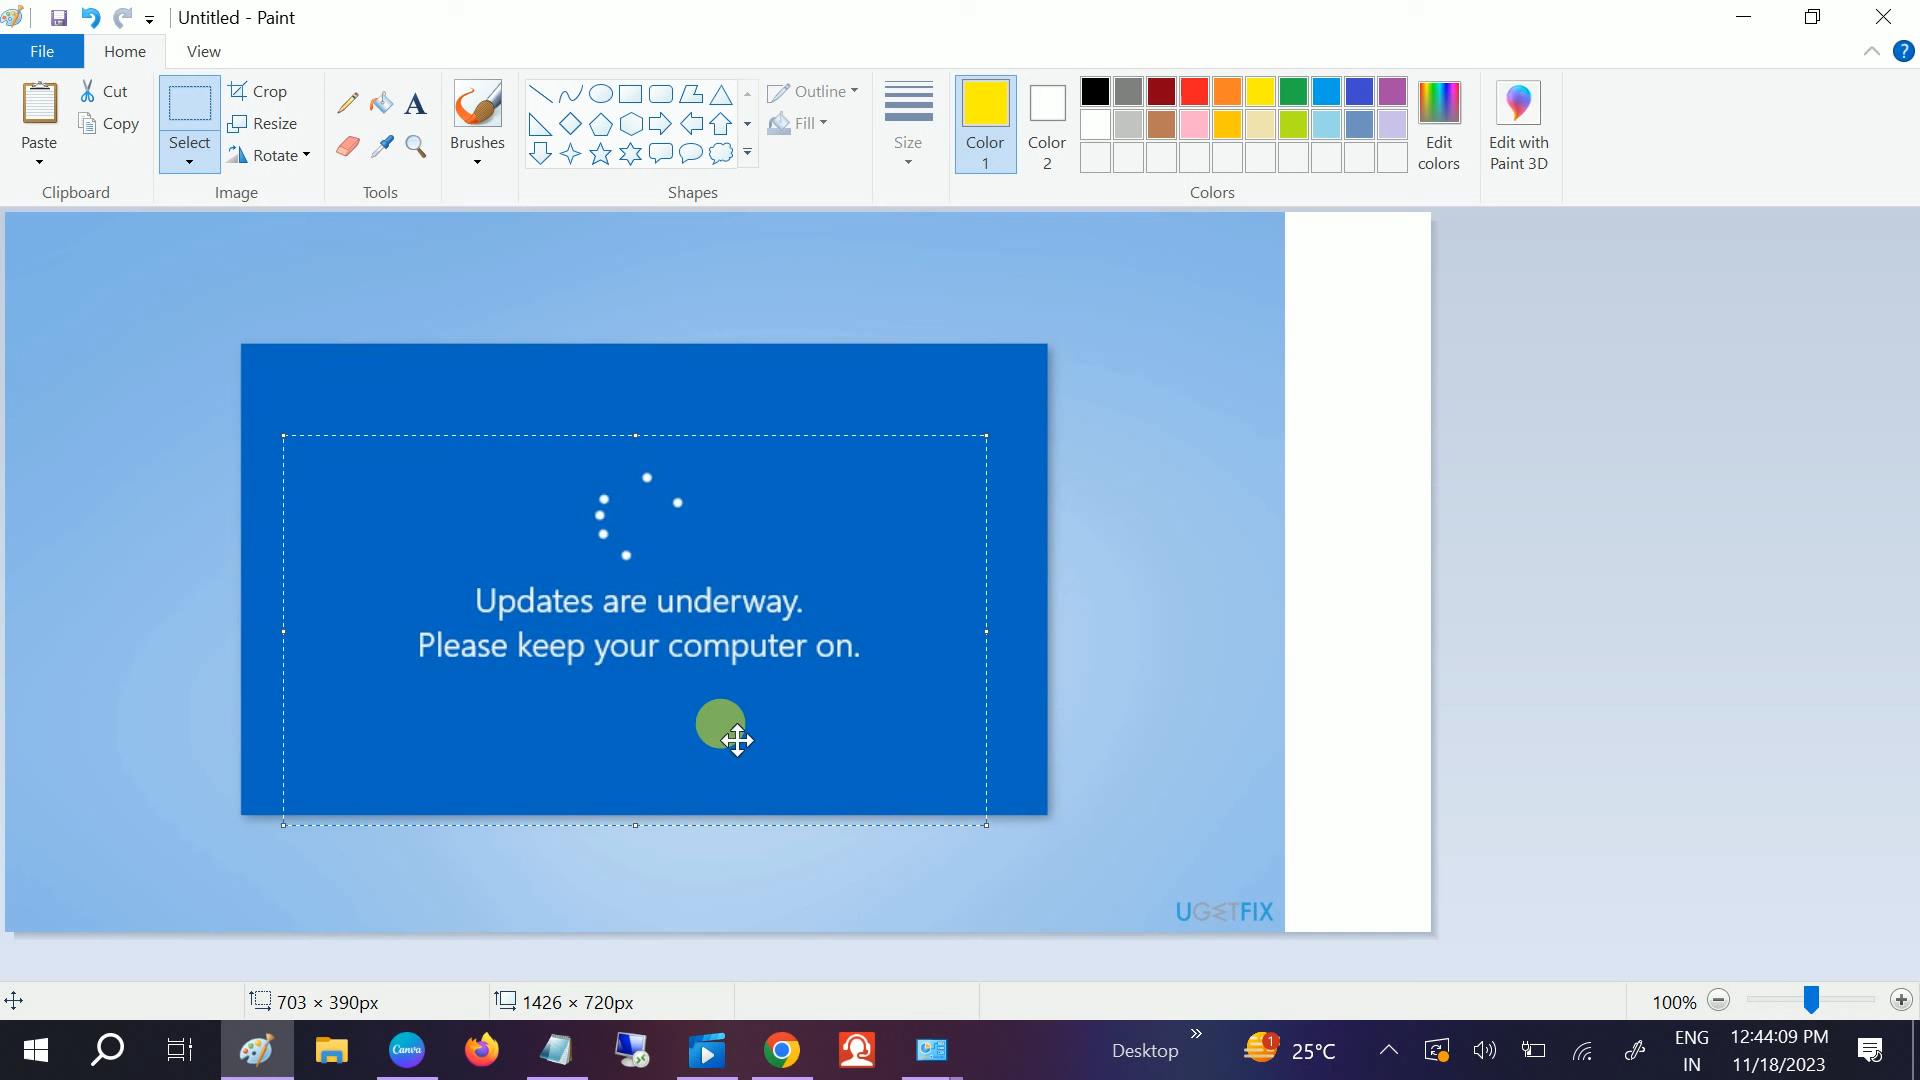 Untitled - Paint
File Home View
Paste
Cut
Copy
Clipboard
Select
Crop
Resize
Rotate
Image
Tools
Brushes
Shapes
Outline
Fill
Size
Color 1
Color 2
Colors
Edit colors
Edit with Paint 3D
Updates are underway.
Please keep your computer on.
UGETFIX
703 × 390px
1426 × 720px
100%
Canva
Desktop
1
25°C
ENG
IN
12:44:09 PM
11/18/2023